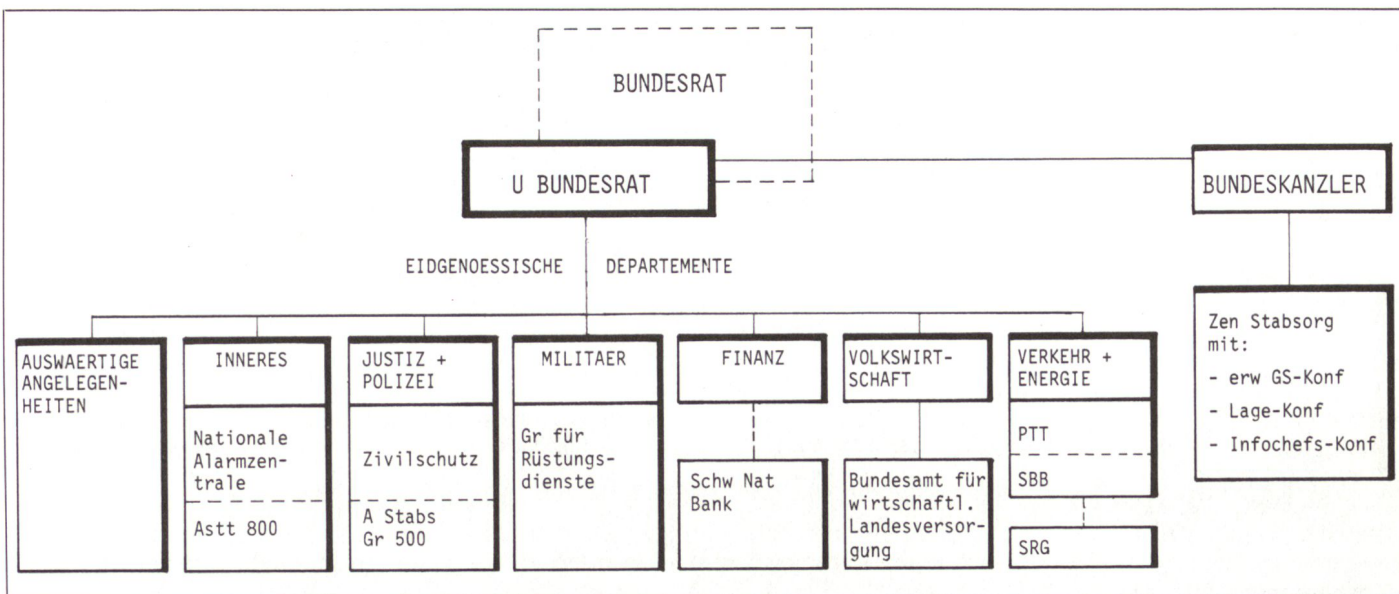 BUNDESRAT
U BUNDESRAT
BUNDESKANZLER
EIDGENOESSISCHE DEPARTEMENTE
Zen Stabsorg
mit:
- erw GS-Konf
- Lage-Konf
- Infochefs-Konf
AUSWAERTIGE
ANGELEGEN-
HEITEN
INNERES
Nationale
Alarmzen-
trale
Astt 800
JUSTIZ +
POLIZEI
Zivilschutz
A Stabs
Gr 500
MILITAER
Gr für
Rüstungs-
dienste
FINANZ
Schw Nat
Bank
VOLKSWIRT-
SCHAFT
Bundesamt für
wirtschaftl.
Landesversor-
gung
VERKEHR +
ENERGIE
PTT
SBB
SRG